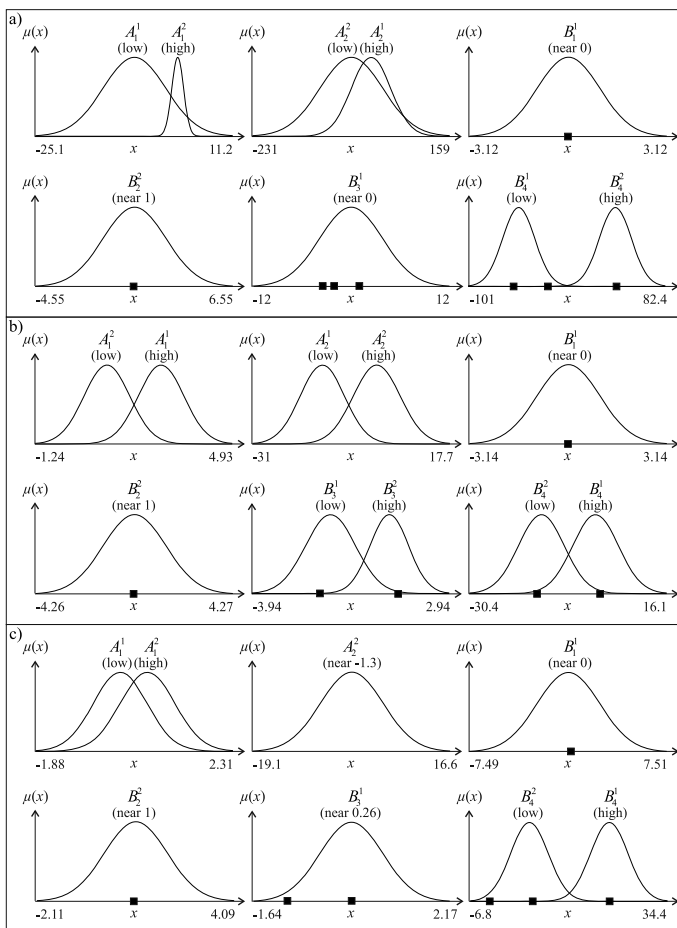 a)
μ(x) A₁¹ (low) A₁² (high)
-25.1 x 11.2
μ(x) A₂² (low) A₂¹ (high)
-231 x 159
μ(x) B₁¹ (near 0)
-3.12 x 3.12
μ(x) B₂² (near 1)
-4.55 x 6.55
μ(x) B₃¹ (near 0)
-12 x 12
μ(x) B₄¹ (low) B₄² (high)
-101 x 82.4
b)
μ(x) A₁² (low) A₁¹ (high)
-1.24 x 4.93
μ(x) A₂¹ (low) A₂² (high)
-31 x 17.7
μ(x) B₁¹ (near 0)
-3.14 x 3.14
μ(x) B₂² (near 1)
-4.26 x 4.27
μ(x) B₃¹ (low) B₃² (high)
-3.94 x 2.94
μ(x) B₄² (low) B₄¹ (high)
-30.4 x 16.1
c)
μ(x) A₁¹ (low) A₁² (high)
-1.88 x 2.31
μ(x) A₂² (near -1.3)
-19.1 x 16.6
μ(x) B₁¹ (near 0)
-7.49 x 7.51
μ(x) B₂² (near 1)
-2.11 x 4.09
μ(x) B₃¹ (near 0.26)
-1.64 x 2.17
μ(x) B₄² (low) B₄¹ (high)
-6.8 x 34.4